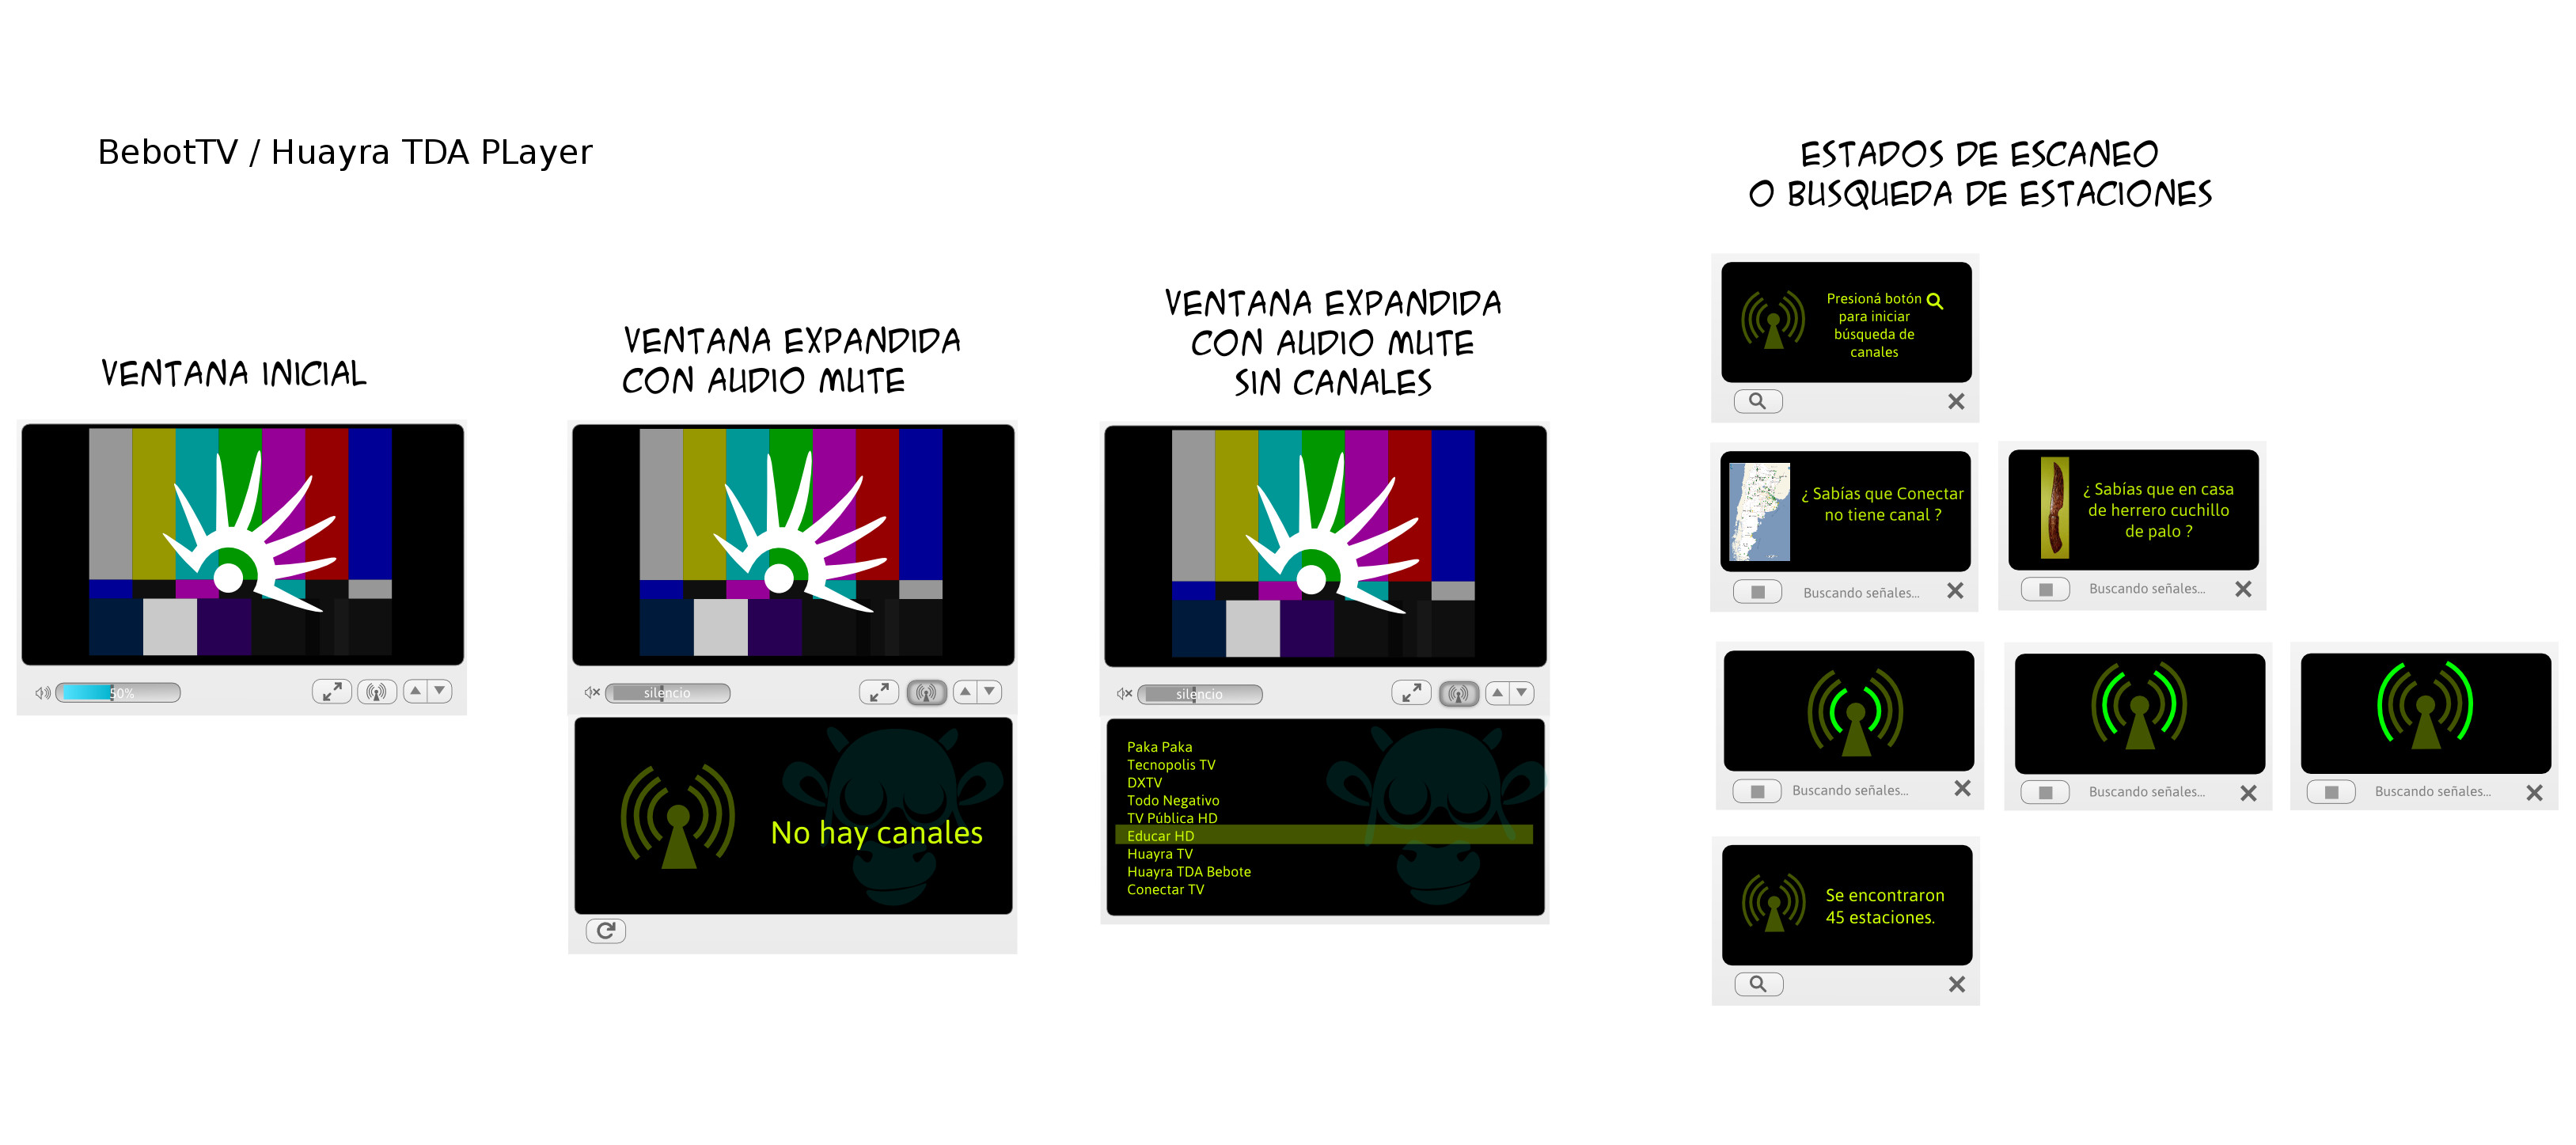 BebotTV / Huayra TDA PLayer
VENTANA INICIAL
50%
VENTANA EXPANDIDA
CON AUDIO MUTE
silencio
No hay canales
VENTANA EXPANDIDA
CON AUDIO MUTE
SIN CANALES
silencio
Paka Paka
Tecnopolis TV
DXTV
Todo Negativo
TV Pública HD
Educar HD
Huayra TV
Huayra TDA Bebote
Conectar TV
ESTADOS DE ESCANEO
O BUSQUEDA DE ESTACIONES
Presioná botón
para iniciar
búsqueda de
canales
¿ Sabías que Conectar
no tiene canal ?
Buscando señales...
¿ Sabías que en casa
de herrero cuchillo
de palo ?
Buscando señales...
Buscando señales...
Buscando señales...
Buscando señales...
Se encontraron
45 estaciones.